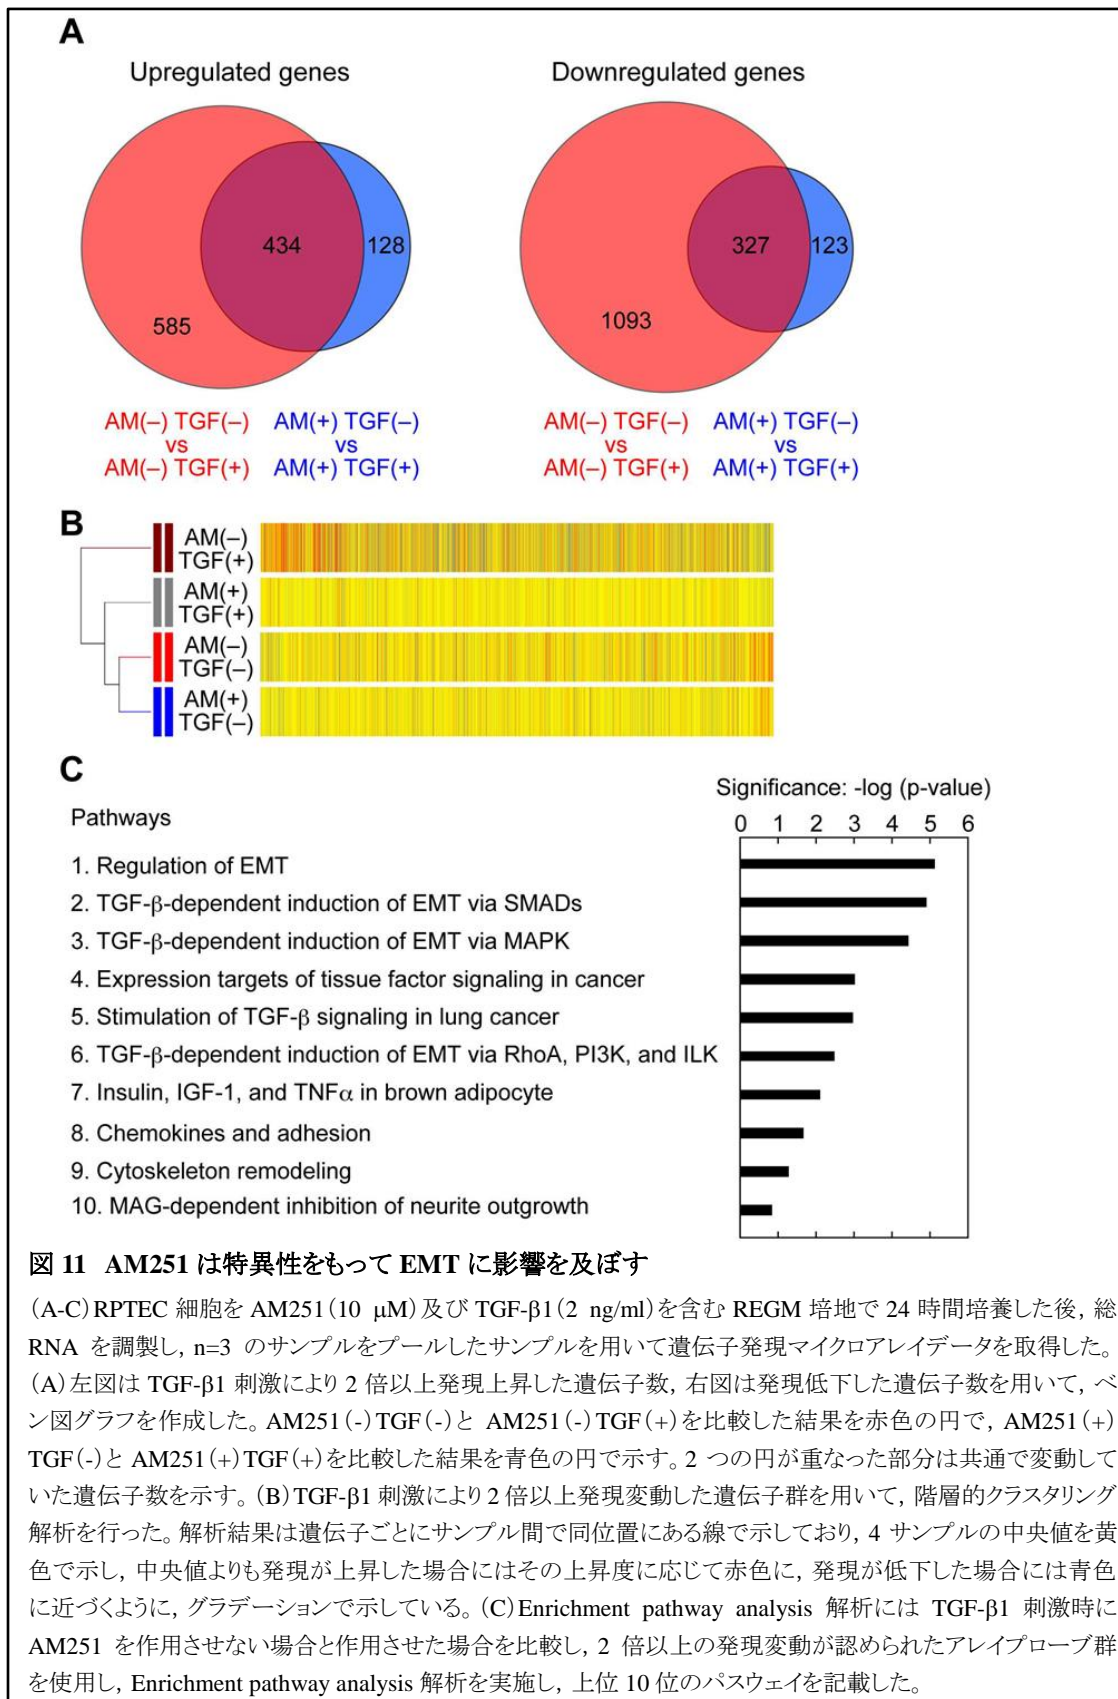 A
Upregulated genes
Downregulated genes
434
128
585
327
123
1093
AM(–) TGF(–)
vs
AM(–) TGF(+)
AM(+) TGF(–)
vs
AM(+) TGF(+)
AM(–) TGF(–)
vs
AM(–) TGF(+)
AM(+) TGF(–)
vs
AM(+) TGF(+)
B
AM(–)
TGF(+)
AM(+)
TGF(+)
AM(–)
TGF(–)
AM(+)
TGF(–)
C
Significance: -log (p-value)
Pathways
0 1 2 3 4 5 6
1. Regulation of EMT
2. TGF-β-dependent induction of EMT via SMADs
3. TGF-β-dependent induction of EMT via MAPK
4. Expression targets of tissue factor signaling in cancer
5. Stimulation of TGF-β signaling in lung cancer
6. TGF-β-dependent induction of EMT via RhoA, PI3K, and ILK
7. Insulin, IGF-1, and TNFα in brown adipocyte
8. Chemokines and adhesion
9. Cytoskeleton remodeling
10. MAG-dependent inhibition of neurite outgrowth
図 11 AM251 は特異性をもって EMT に影響を及ぼす
(A-C)RPTEC 細胞を AM251(10 μM)及び TGF-β1(2 ng/ml)を含む REGM 培地で 24 時間培養した後, 総
RNA を調製し, n=3 のサンプルをプールしたサンプルを用いて遺伝子発現マイクロアレイデータを取得した。
(A)左図は TGF-β1 刺激により 2 倍以上発現上昇した遺伝子数, 右図は発現低下した遺伝子数を用いて, ベ
ン図グラフを作成した。AM251(-)TGF(-)と AM251(-)TGF(+)を比較した結果を赤色の円で, AM251(+)
TGF(-)と AM251(+)TGF(+)を比較した結果を青色の円で示す。2 つの円が重なった部分は共通で変動して
いた遺伝子数を示す。(B)TGF-β1 刺激により 2 倍以上発現変動した遺伝子群を用いて, 階層的クラスタリング
解析を行った。解析結果は遺伝子ごとにサンプル間で同位置にある線で示しており, 4 サンプルの中央値を黄
色で示し, 中央値よりも発現が上昇した場合にはその上昇度に応じて赤色に, 発現が低下した場合には青色
に近づくように, グラデーションで示している。(C)Enrichment pathway analysis 解析には TGF-β1 刺激時に
AM251 を作用させない場合と作用させた場合を比較し, 2 倍以上の発現変動が認められたアレイプローブ群
を使用し, Enrichment pathway analysis 解析を実施し, 上位 10 位のパスウェイを記載した。